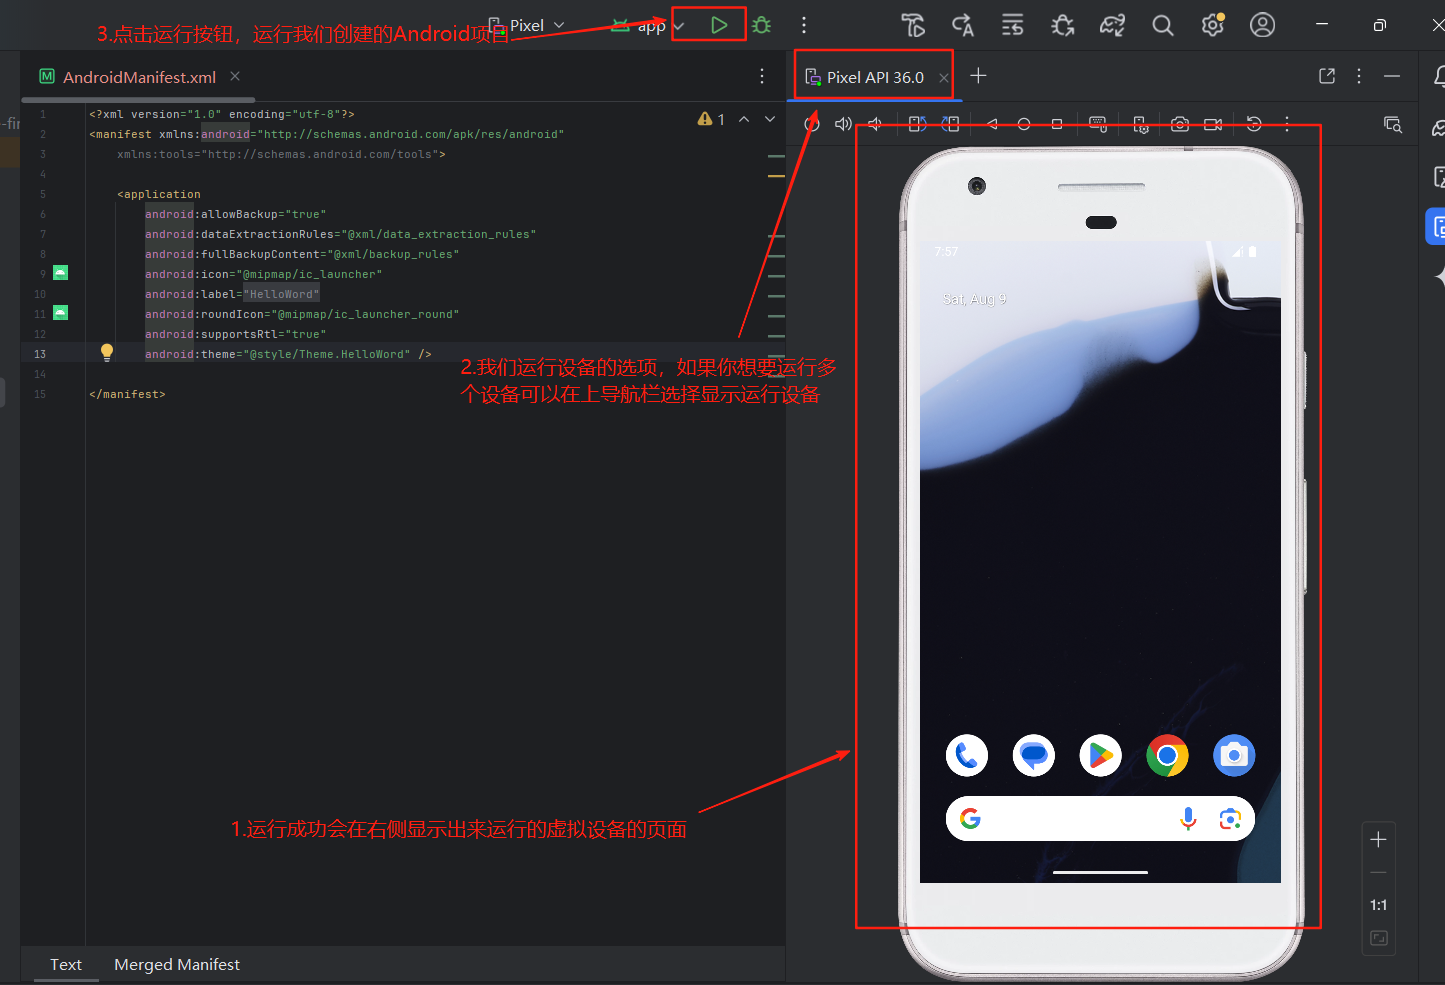 3.点击运行按钮，运行我们创建的Android项目
Pixel
app
AndroidManifest.xml
Pixel API 36.0
1
1 <?xml version="1.0" encoding="utf-8"?>
2 <manifest xmlns:android="http://schemas.android.com/apk/res/android"
3 xmlns:tools="http://schemas.android.com/tools">
4
5 <application
6 android:allowBackup="true"
7 android:dataExtractionRules="@xml/data_extraction_rules"
8 android:fullBackupContent="@xml/backup_rules"
9 android:icon="@mipmap/ic_launcher"
10 android:label="HelloWord"
11 android:roundIcon="@mipmap/ic_launcher_round"
12 android:supportsRtl="true"
13 android:theme="@style/Theme.HelloWord" />
14
15 </manifest>
2.我们运行设备的选项，如果你想要运行多
个设备可以在上导航栏选择显示运行设备
7:57
Sat, Aug 9
1.运行成功会在右侧显示出来运行的虚拟设备的页面
1:1
Text
Merged Manifest